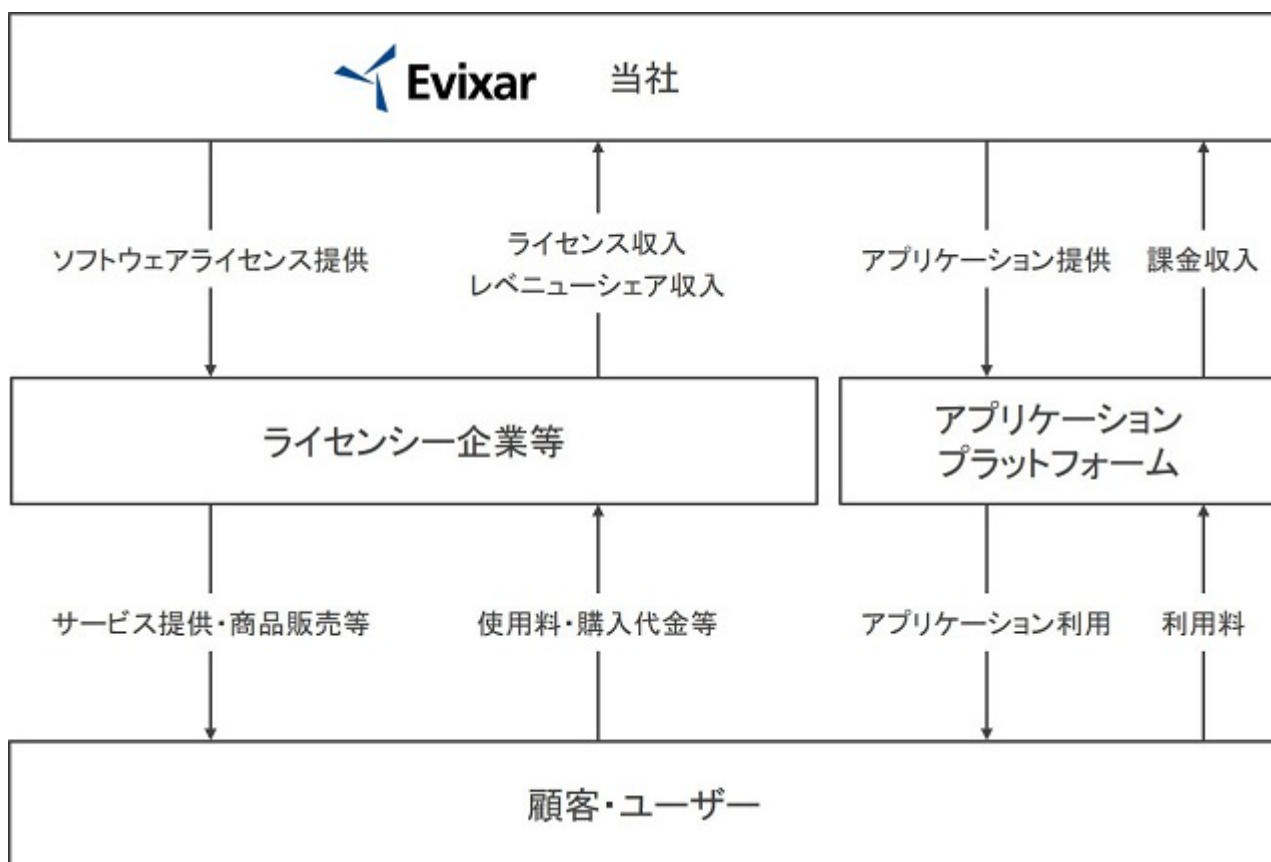 Evixar 当社
ソフトウェアライセンス提供
ライセンス収入
レベニューシェア収入
アプリケーション提供
課金収入
ライセンシー企業等
アプリケーション
プラットフォーム
サービス提供・商品販売等
使用料・購入代金等
アプリケーション利用
利用料
顧客・ユーザー